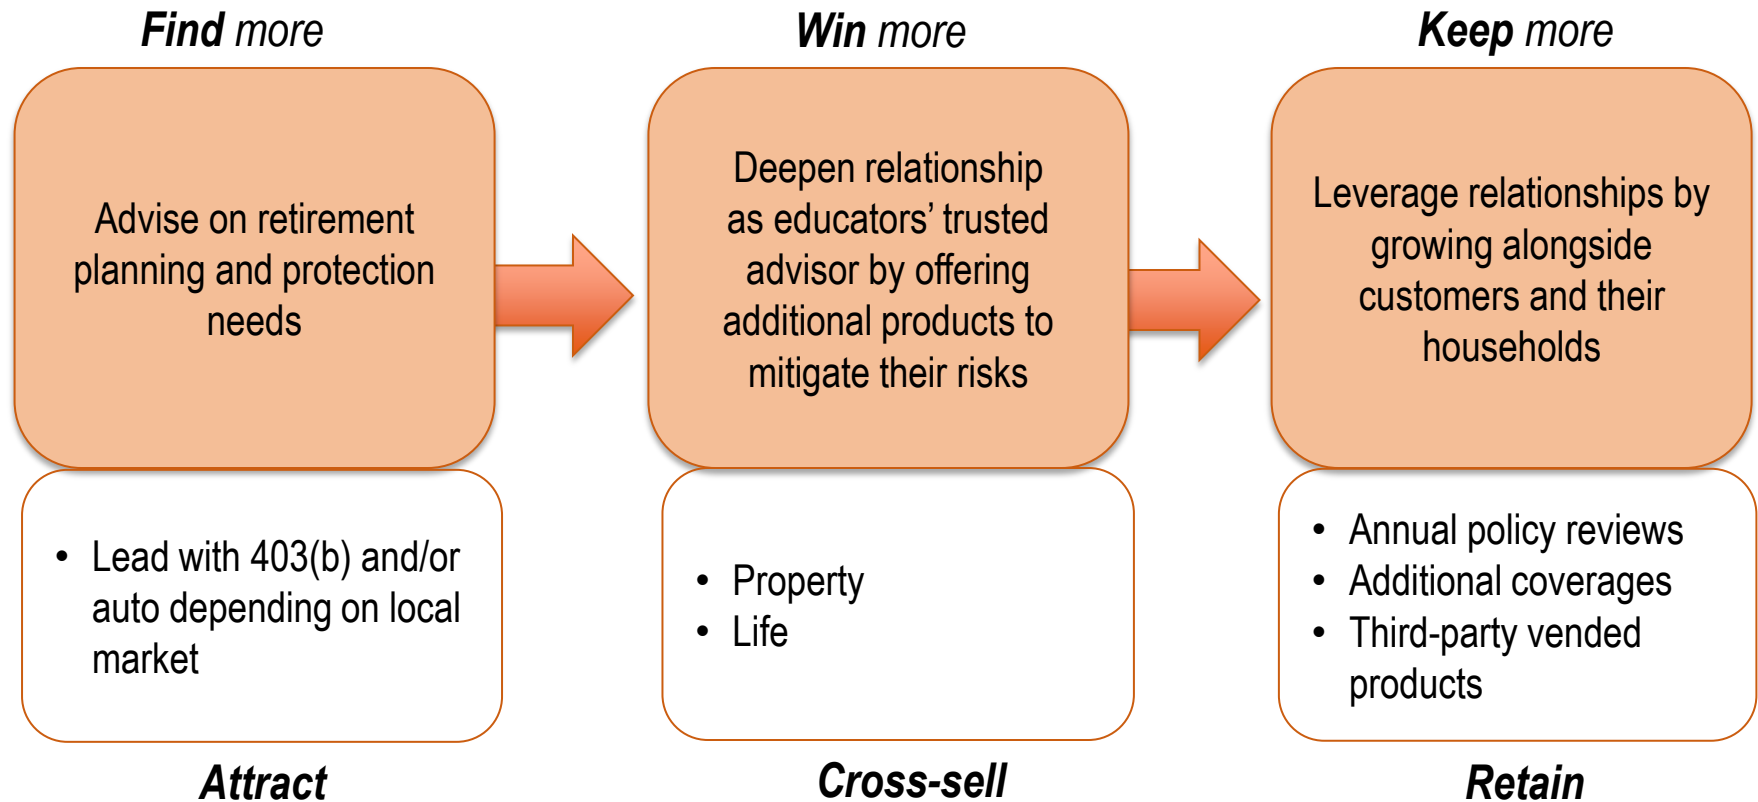 Find more
Win more
Keep more
Advise on retirement
planning and protection
needs
Deepen relationship
as educators’ trusted
advisor by offering
additional products to
mitigate their risks
Leverage relationships by
growing alongside
customers and their
households
• Lead with 403(b) and/or
auto depending on local
market
• Property
• Life
• Annual policy reviews
• Additional coverages
• Third-party vended
products
Attract
Cross-sell
Retain